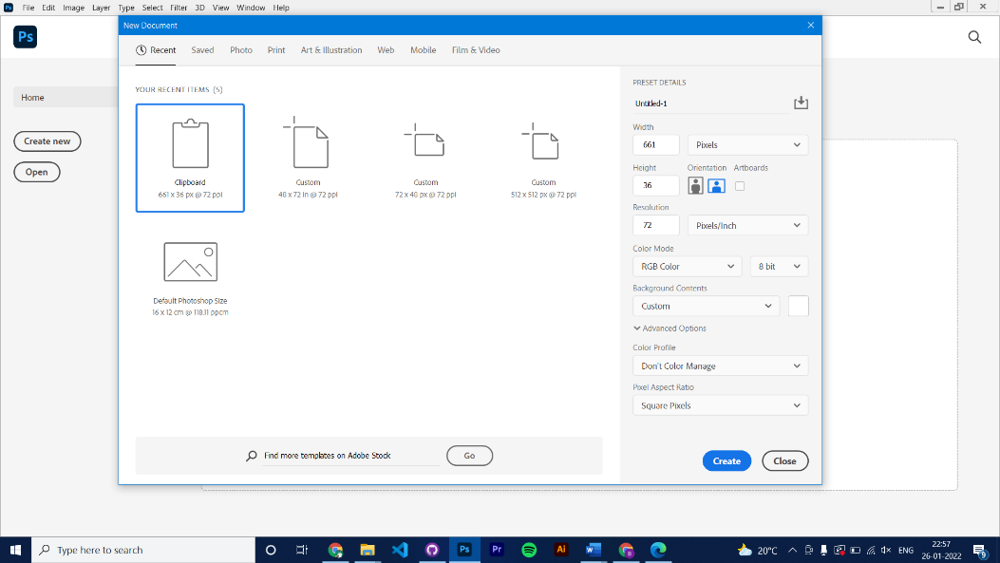 Ps File Edit Image Layer Type Select Filter 3D View Window Help
New Document
Ps
Recent Saved Photo Print Art & Illustration Web Mobile Film & Video
Home
Create new
Open
YOUR RECENT ITEMS (5)
Clipboard
661 x 36 px @ 72 ppi
Custom
48 x 72 in @ 72 ppi
Custom
72 x 48 px @ 72 ppi
Custom
512 x 512 px @ 72 ppi
Default Photoshop Size
16 x 12 cm @ 118.11 ppcm
Find more templates on Adobe Stock
Go
PRESET DETAILS
Untitled-1
Width
661 Pixels
Height Orientation Artboards
36
Resolution
72 Pixels/Inch
Color Mode
RGB Color 8 bit
Background Contents
Custom
Advanced Options
Color Profile
Don't Color Manage
Pixel Aspect Ratio
Square Pixels
Create Close
Type here to search
Ps
Pr
Ai
20°C
ENG
22:57
26-01-2022
9